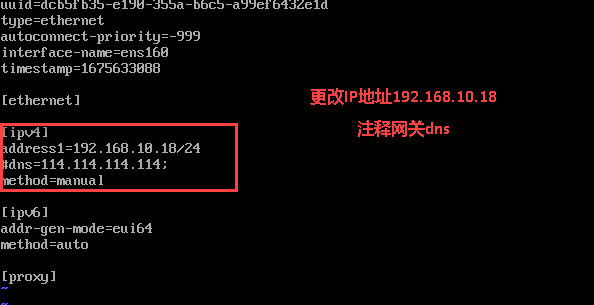 uuid=dcb5fb35-e190-355a-b6c5-a99ef6432e1d
type=ethernet
autoconnect-priority=-999
interface-name=ens160
timestamp=1675633088
[ethernet]
更改IP地址192.168.10.18
注释网关dns
[ipv4]
address1=192.168.10.18/24
#dns=114.114.114.114;
method=manual
[ipv6]
addr-gen-mode=eui64
method=auto
[proxy]
~
~